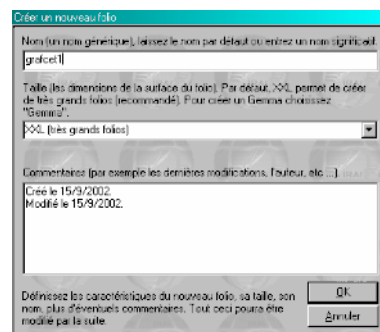 Créer un nouveau folio
Nom (un nom générique), laissez le nom par défaut ou entrez un nom significatif.
grafcet1
Taille (les dimensions de la surface du folio). Par défaut, XXL permet de créer
de très grands folios (recommandé). Pour créer un Gemma choisissez
"Gemma".
XXL (très grands folios)
Commentaires (par exemple les dernières modifications, l'auteur, etc ...).
Créé le 15/9/2002.
Modifié le 15/9/2002.
Définissez les caractéristiques du nouveau folio, sa taille, son
nom, plus d'éventuels commentaires. Tout ceci pourra être
modifié par la suite.
OK
Annuler